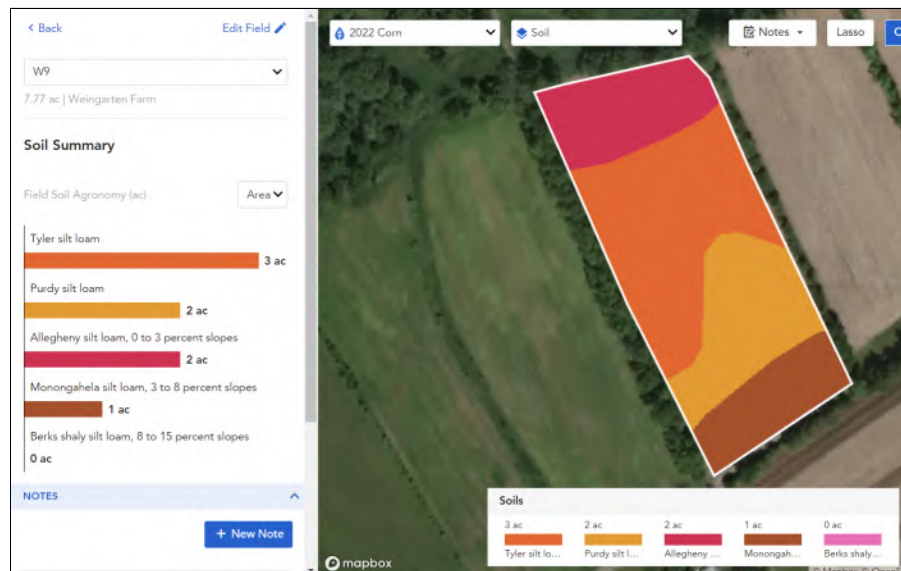 < Back
Edit Field
2022 Corn
Soil
Notes
Lasso
W9
7.77 ac | Weingarten Farm
Soil Summary
Field Soil Agronomy (ac)
Area
Tyler silt loam
3 ac
Purdy silt loam
2 ac
Allegheny silt loam, 0 to 3 percent slopes
2 ac
Monongahela silt loam, 3 to 8 percent slopes
1 ac
Berks shaly silt loam, 8 to 15 percent slopes
0 ac
NOTES
+ New Note
Soils
3 ac 2 ac 2 ac 1 ac 0 ac
Tyler silt lo... Purdy silt l... Allegheny ... Monongah... Berks shaly...
mapbox